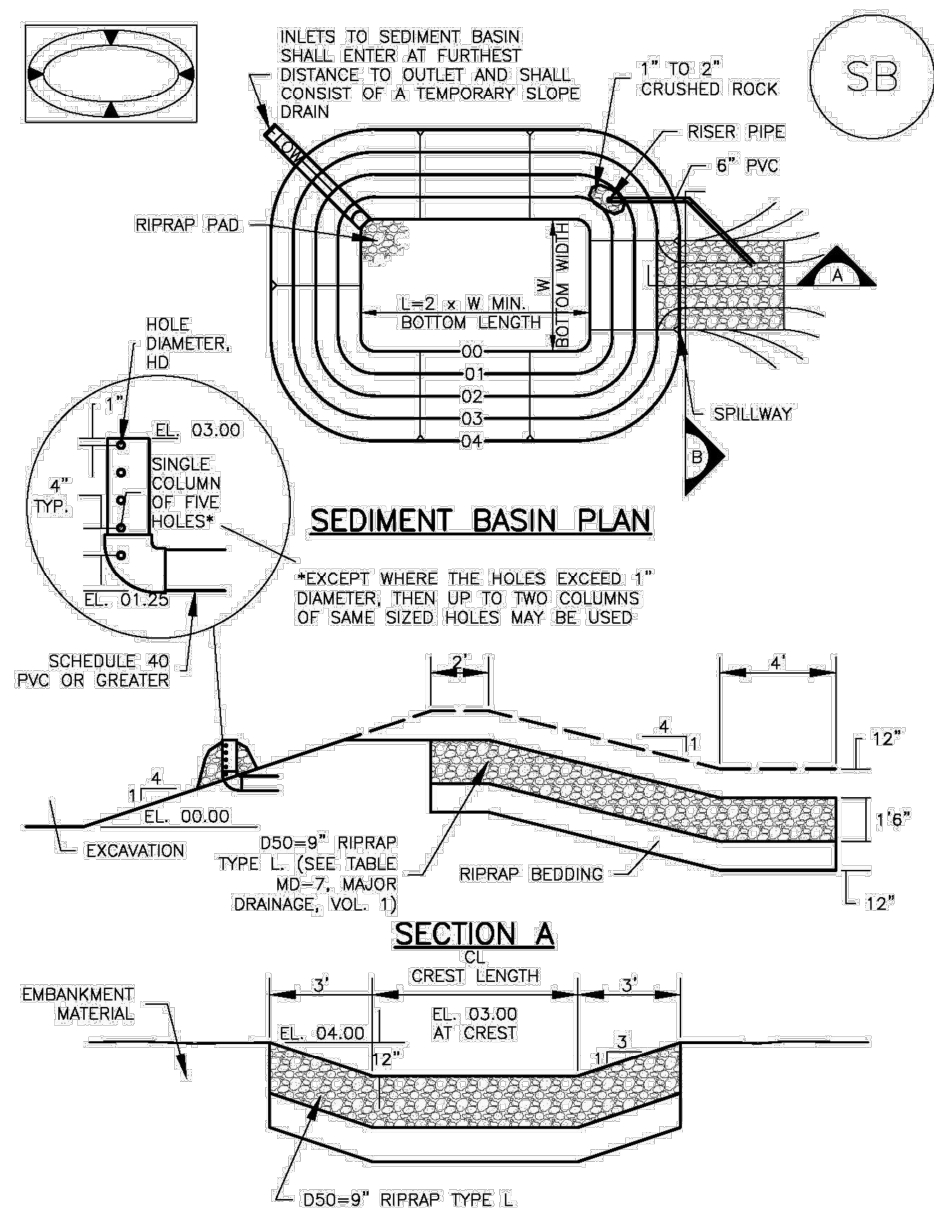 INLETS TO SEDIMENT BASIN
SHALL ENTER AT FURTHEST
DISTANCE TO OUTLET AND SHALL
CONSIST OF A TEMPORARY SLOPE
DRAIN
1" TO 2"
CRUSHED ROCK
SB
RISER PIPE
6" PVC
FLOW
RIPRAP PAD
A
W
BOTTOM WIDTH
L=2 x W MIN.
BOTTOM LENGTH
00
01
02
03
04
SPILLWAY
B
HOLE
DIAMETER,
HD
1"
EL. 03.00
4"
TYP.
SINGLE
COLUMN
OF FIVE
HOLES*
EL. 01.25
SEDIMENT BASIN PLAN
*EXCEPT WHERE THE HOLES EXCEED 1"
DIAMETER, THEN UP TO TWO COLUMNS
OF SAME SIZED HOLES MAY BE USED
SCHEDULE 40
PVC OR GREATER
2'
4'
4
1
12"
4
1
EL. 00.00
1'6"
EXCAVATION
D50=9" RIPRAP
TYPE L. (SEE TABLE
MD-7, MAJOR
DRAINAGE, VOL. 1)
RIPRAP BEDDING
12"
SECTION A
CL
CREST LENGTH
3'
3'
EMBANKMENT
MATERIAL
EL. 04.00
EL. 03.00
AT CREST
12"
3
1
D50=9" RIPRAP TYPE L